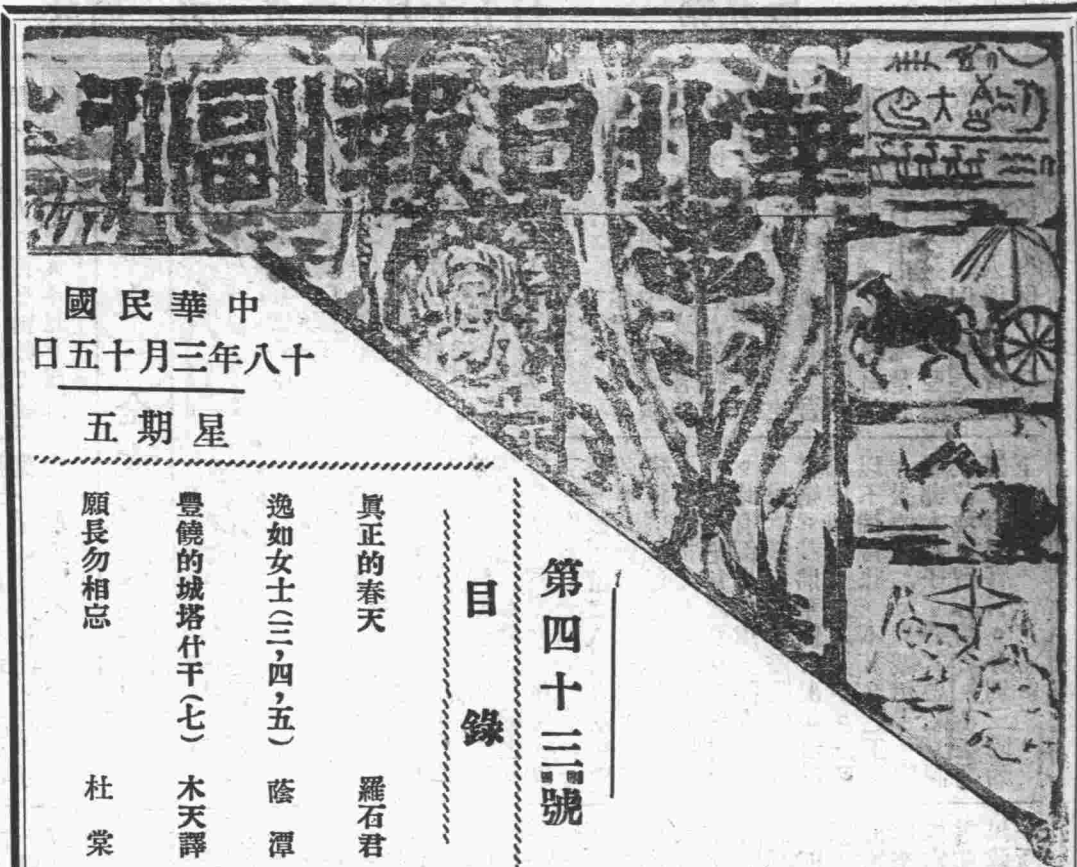 華北日報副刊
中華民國
十八年三月十五日
星期五
第四十三號
目錄
眞正的春天 羅石君
逸如女士(三,四,五) 蔭潭
豐饒的城塔什干(七) 木天譯
願長勿相忘 杜棠